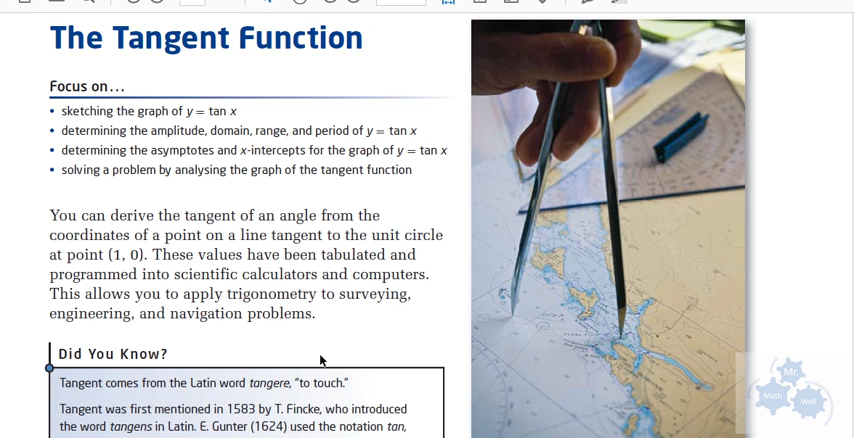 The Tangent Function
Focus on...
• sketching the graph of y = tan x
• determining the amplitude, domain, range, and period of y = tan x
• determining the asymptotes and x-intercepts for the graph of y = tan x
• solving a problem by analysing the graph of the tangent function
You can derive the tangent of an angle from the
coordinates of a point on a line tangent to the unit circle
at point (1, 0). These values have been tabulated and
programmed into scientific calculators and computers.
This allows you to apply trigonometry to surveying,
engineering, and navigation problems.
Did You Know?
Tangent comes from the Latin word tangere, “to touch.”
Tangent was first mentioned in 1583 by T. Fincke, who introduced
the word tangens in Latin. E. Gunter (1624) used the notation tan,
Mr.
Math
Well